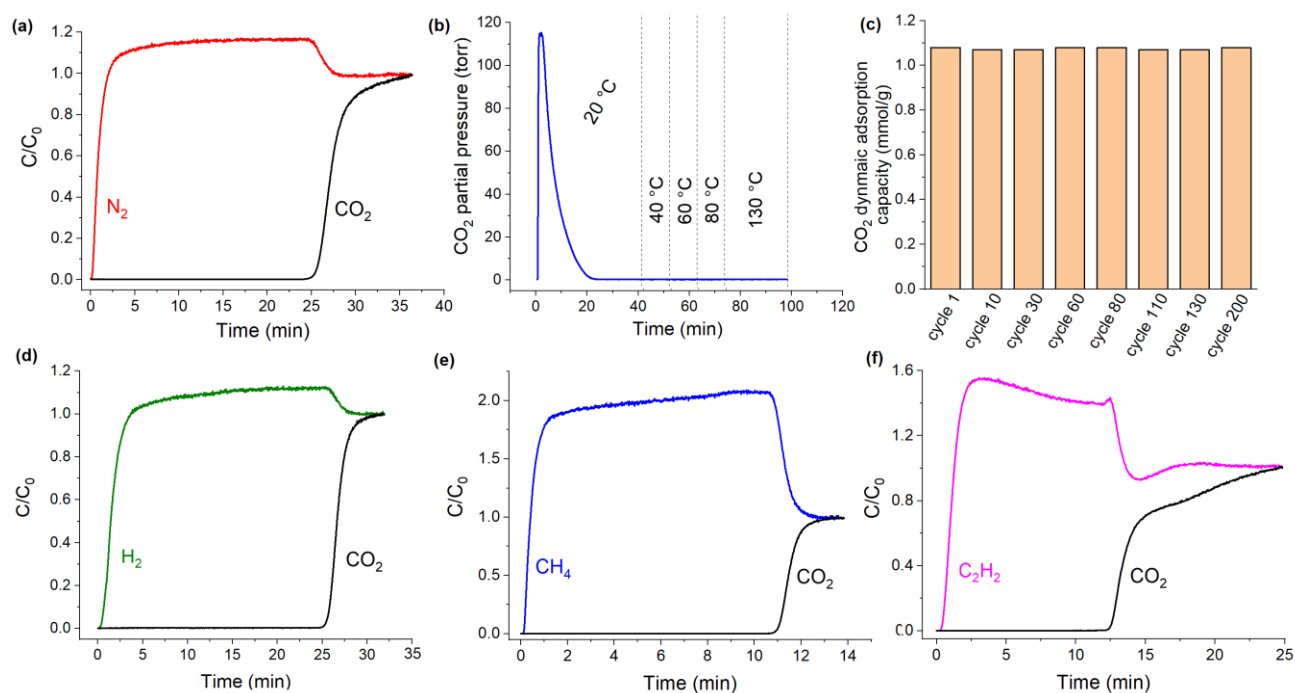 (a)
1.2
1.0
0.8
0.6
0.4
0.2
0.0
C/C0
N2
CO2
0
5
10
15
20
25
30
35
40
Time (min)
(b)
120
105
90
75
60
45
30
15
0
CO2 partial pressure (torr)
20 °C
40 °C
60 °C
80 °C
130 °C
0
20
40
60
80
100
120
Time (min)
(c)
1.2
1.0
0.8
0.6
0.4
0.2
0.0
CO2 dynmaic adsorption
capacity (mmol/g)
cycle 1
cycle 10
cycle 30
cycle 60
cycle 80
cycle 110
cycle 130
cycle 200
(d)
1.2
1.0
0.8
0.6
0.4
0.2
0.0
C/C0
H2
CO2
0
5
10
15
20
25
30
35
Time (min)
(e)
2.0
1.5
1.0
0.5
0.0
C/C0
CH4
CO2
0
2
4
6
8
10
12
14
Time (min)
(f)
1.6
1.2
0.8
0.4
0.0
C/C0
C2H2
CO2
0
5
10
15
20
25
Time (min)